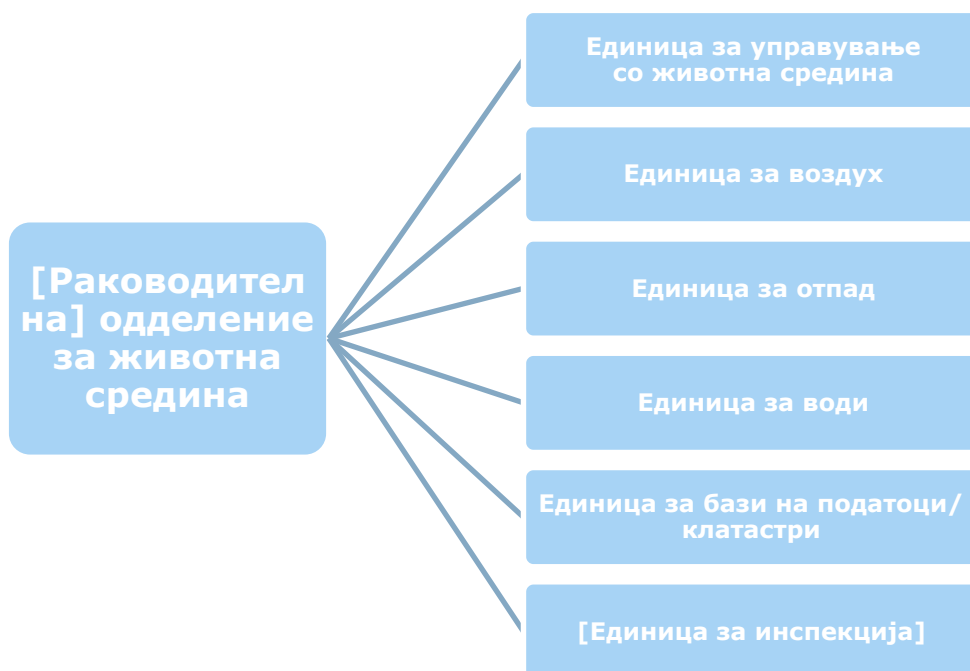 [Раководител
на] одделение
за животна
средина
Единица за управување
со животна средина
Единица за воздух
Единица за отпад
Единица за води
Единица за бази на податоци/
клатастри
[Единица за инспекција]